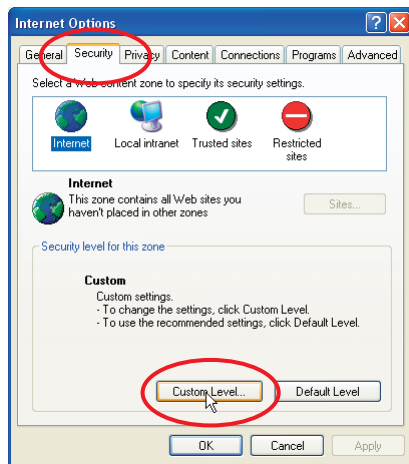 Internet Options
General Security Privacy Content Connections Programs Advanced
Select a Web content zone to specify its security settings.
Internet Local intranet Trusted sites Restricted
sites
Internet
This zone contains all Web sites you
haven't placed in other zones
Sites...
Security level for this zone
Custom
Custom settings.
- To change the settings, click Custom Level.
- To use the recommended settings, click Default Level.
Custom Level... Default Level
OK Cancel Apply